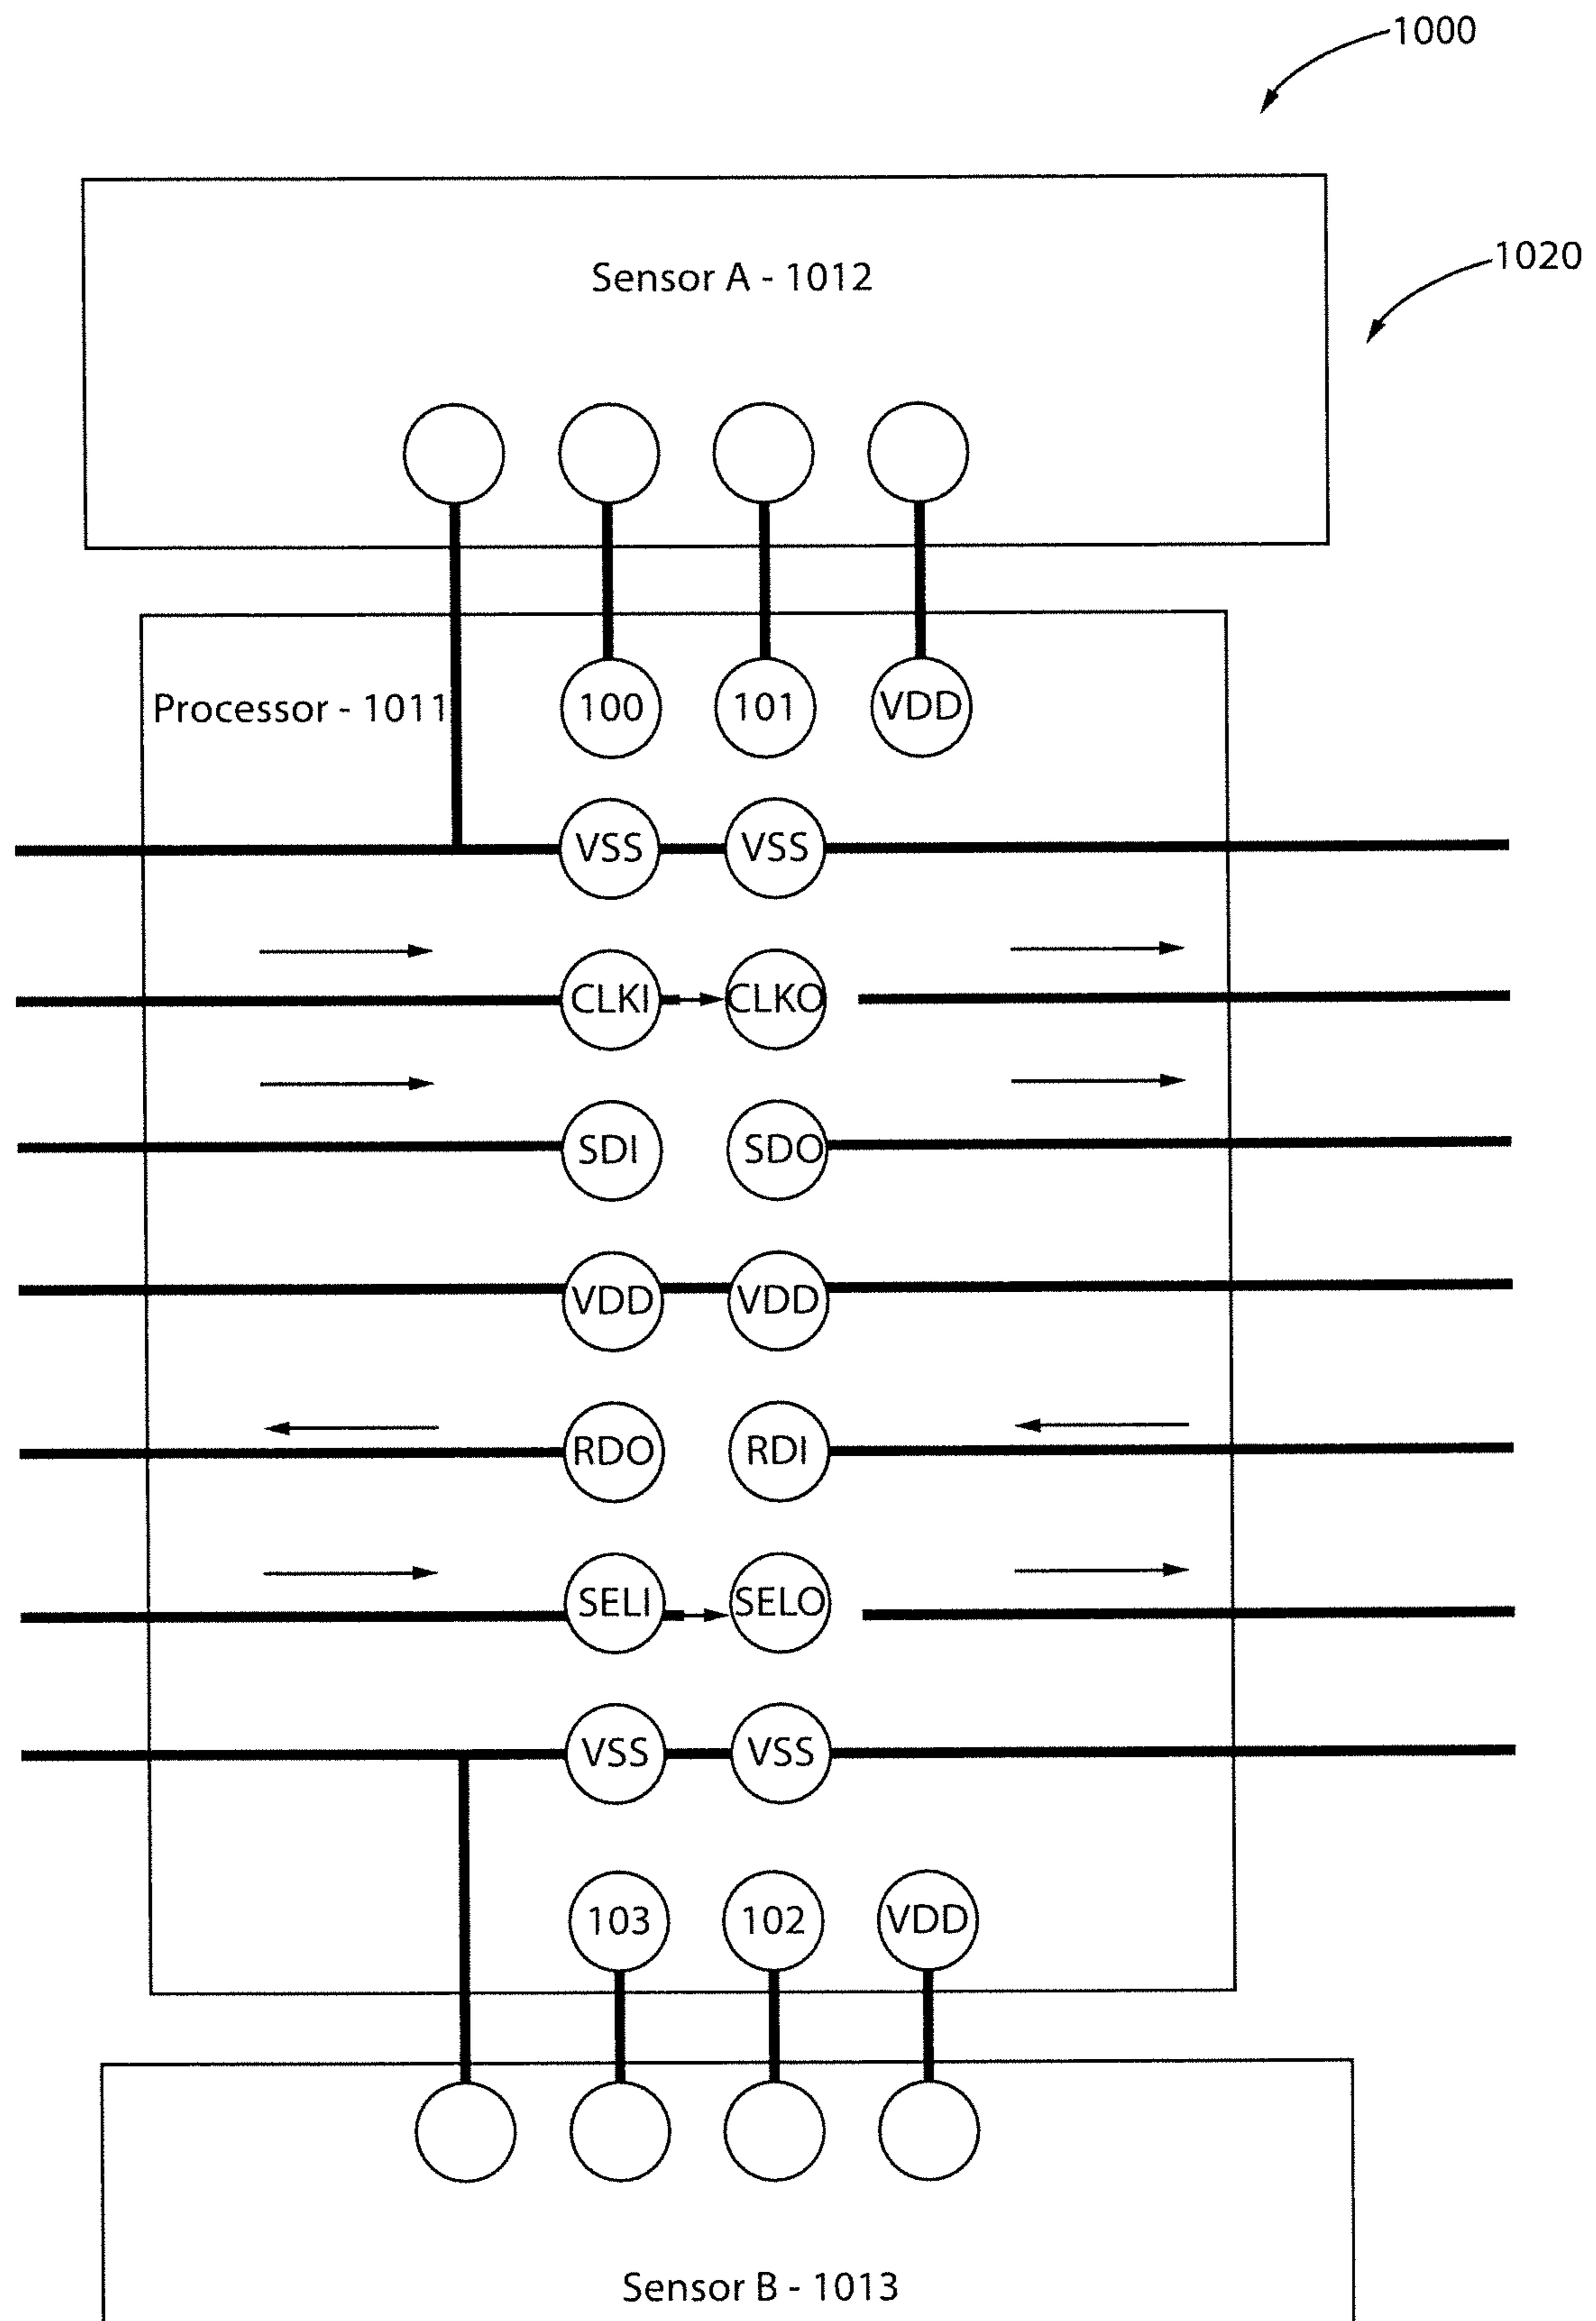 1000
1020
Sensor A - 1012
Processor - 1011
100 101 VDD
VSS VSS
CLKI CLKO
SDI SDO
VDD VDD
RDO RDI
SELI SELO
VSS VSS
103 102 VDD
Sensor B - 1013